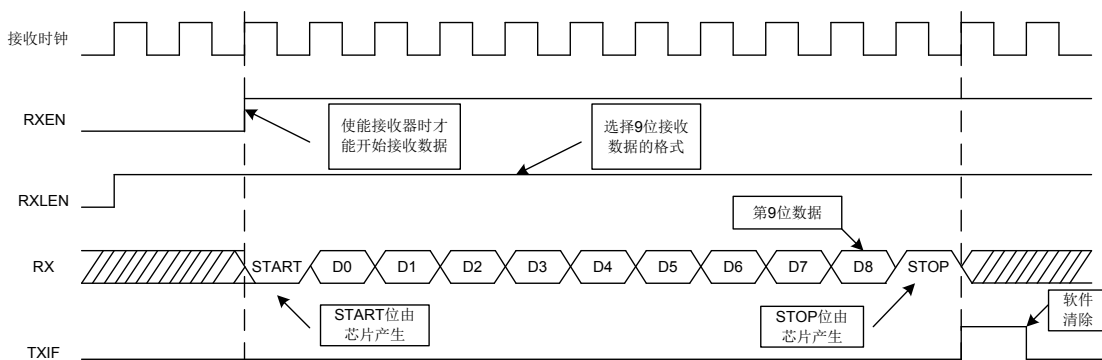 接收时钟
RXEN
使能接收器时才
能开始接收数据
选择9位接收
数据的格式
RXLEN
第9位数据
RX
START
D0
D1
D2
D3
D4
D5
D6
D7
D8
STOP
START位由
芯片产生
STOP位由
芯片产生
软件
清除
TXIF